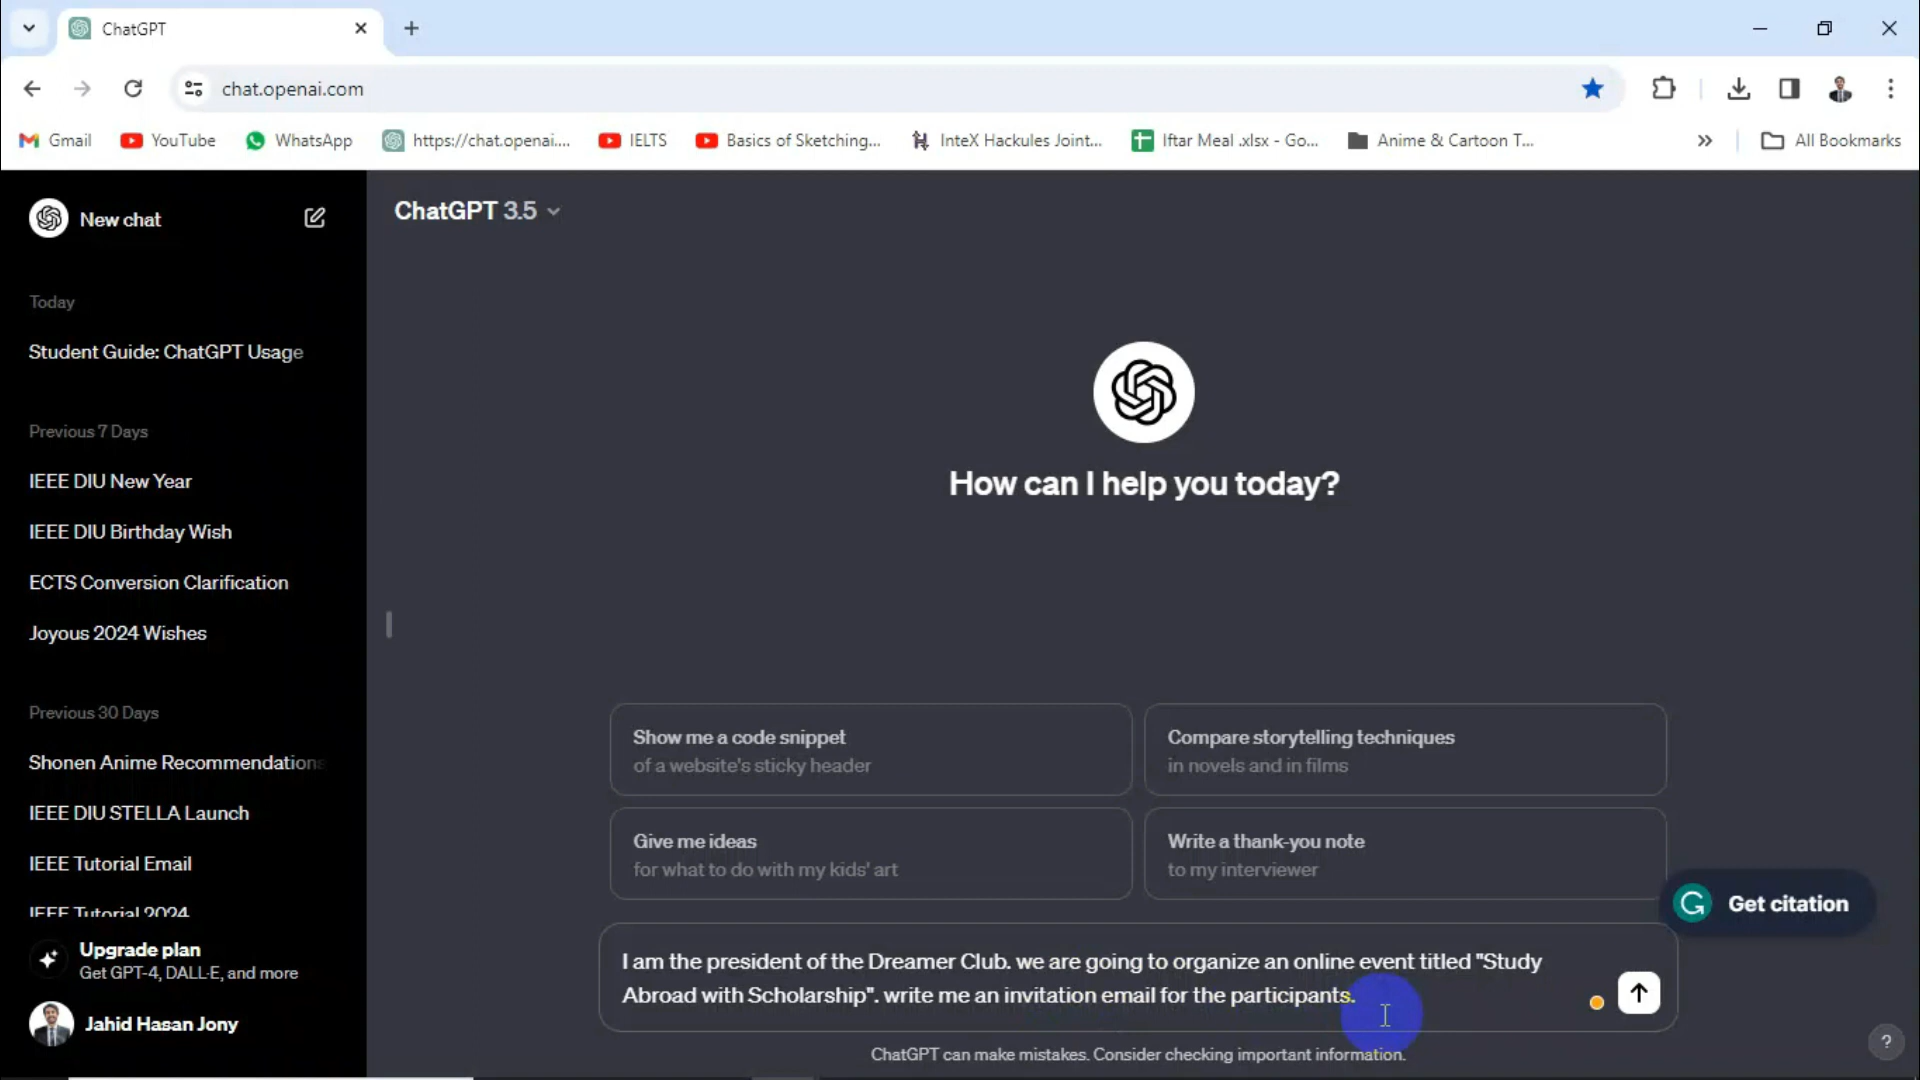 ChatGPT
chat.openai.com
Gmail
YouTube
WhatsApp
https://chat.openai....
IELTS
Basics of Sketching...
InteX Hackules Joint...
Iftar Meal .xlsx - Go...
Anime & Cartoon T...
All Bookmarks
New chat
ChatGPT 3.5
Today
Student Guide: ChatGPT Usage
Previous 7 Days
IEEE DIU New Year
IEEE DIU Birthday Wish
ECTS Conversion Clarification
Joyous 2024 Wishes
Previous 30 Days
Shonen Anime Recommendations
IEEE DIU STELLA Launch
IEEE Tutorial Email
IEEE Tutorial 2024
Upgrade plan
Get GPT-4, DALL·E, and more
Jahid Hasan Jony
How can I help you today?
Show me a code snippet
of a website's sticky header
Compare storytelling techniques
in novels and in films
Give me ideas
for what to do with my kids' art
Write a thank-you note
to my interviewer
Get citation
I am the president of the Dreamer Club. we are going to organize an online event titled "Study
Abroad with Scholarship". write me an invitation email for the participants.
ChatGPT can make mistakes. Consider checking important information.
?